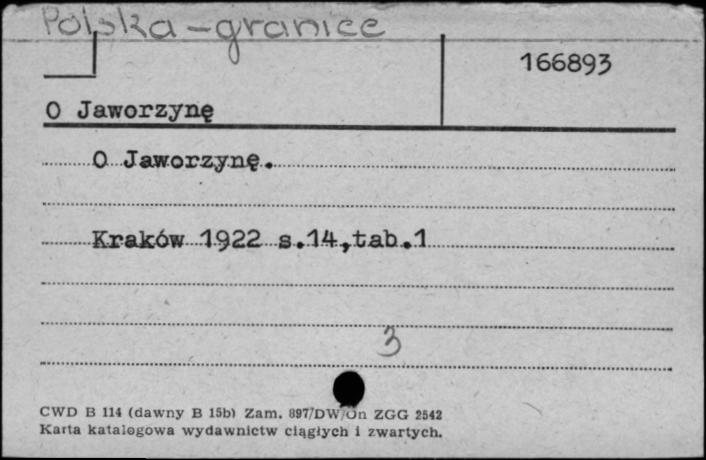 Polska - granice
166893
O Jaworzynę
O Jaworzynę.
Kraków 1922 s.14,tab.1
3
CWD B 114 (dawny B 15b) Zam. 897/DW/On ZGG 2542
Karta katalogowa wydawnictw ciągłych i zwartych.